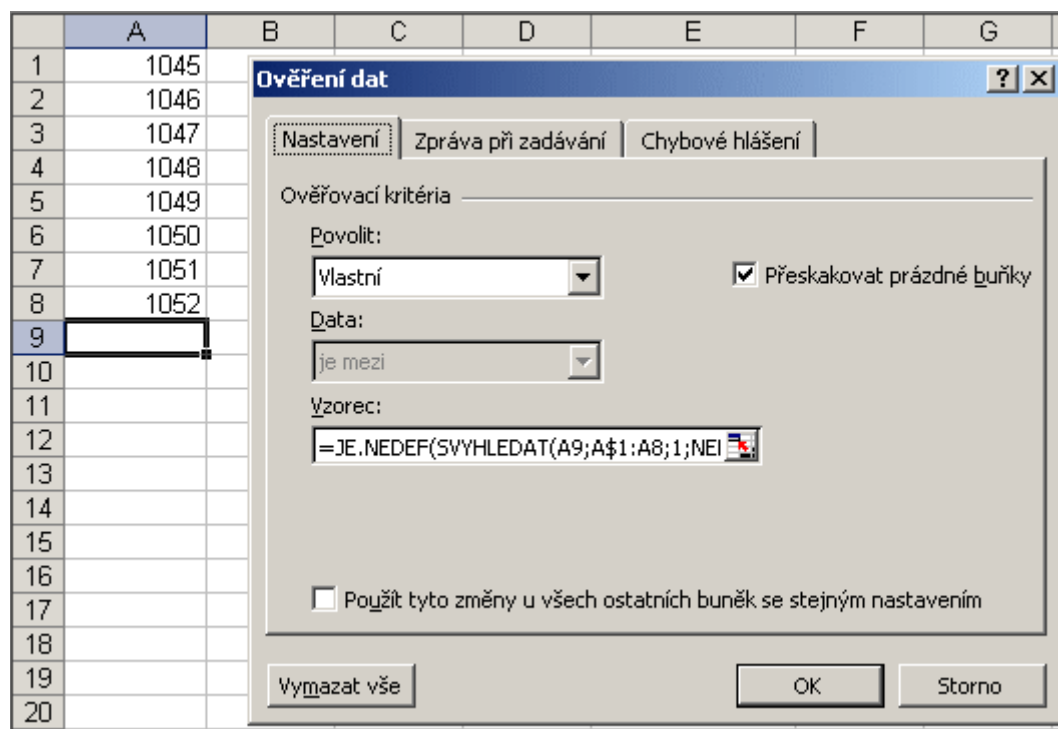 A B C D E F G
1 1045
2 1046
3 1047
4 1048
5 1049
6 1050
7 1051
8 1052
9
10
11
12
13
14
15
16
17
18
19
20
Ověření dat
Nastavení Zpráva při zadávání Chybové hlášení
Ověřovací kritéria
Povolit:
Vlastní Přeskakovat prázdné buňky
Data:
je mezi
Vzorec:
=JE.NEDEF(SVYHLEDAT(A9;A$1:A8;1;NEI
Použít tyto změny u všech ostatních buněk se stejným nastavením
Vymazat vše OK Storno